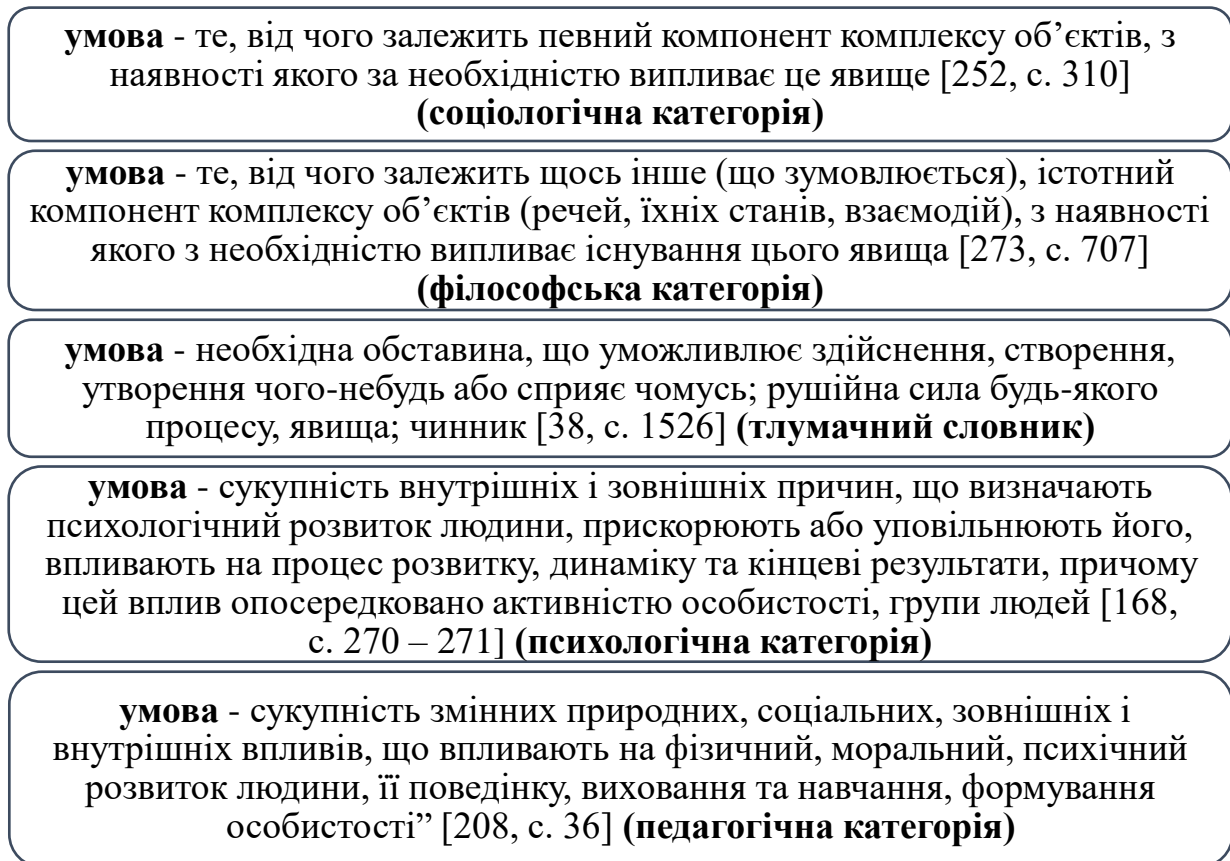 умова - те, від чого залежить певний компонент комплексу об’єктів, з
наявності якого за необхідністю випливає це явище [252, с. 310]
(соціологічна категорія)
умова - те, від чого залежить щось інше (що зумовлюється), істотний
компонент комплексу об’єктів (речей, їхніх станів, взаємодій), з наявності
якого з необхідністю випливає існування цього явища [273, с. 707]
(філософська категорія)
умова - необхідна обставина, що уможливлює здійснення, створення,
утворення чого-небудь або сприяє чомусь; рушійна сила будь-якого
процесу, явища; чинник [38, с. 1526] (тлумачний словник)
умова - сукупність внутрішніх і зовнішніх причин, що визначають
психологічний розвиток людини, прискорюють або уповільнюють його,
впливають на процес розвитку, динаміку та кінцеві результати, причому
цей вплив опосередковано активністю особистості, групи людей [168,
с. 270 – 271] (психологічна категорія)
умова - сукупність змінних природних, соціальних, зовнішніх і
внутрішніх впливів, що впливають на фізичний, моральний, психічний
розвиток людини, її поведінку, виховання та навчання, формування
особистості” [208, с. 36] (педагогічна категорія)